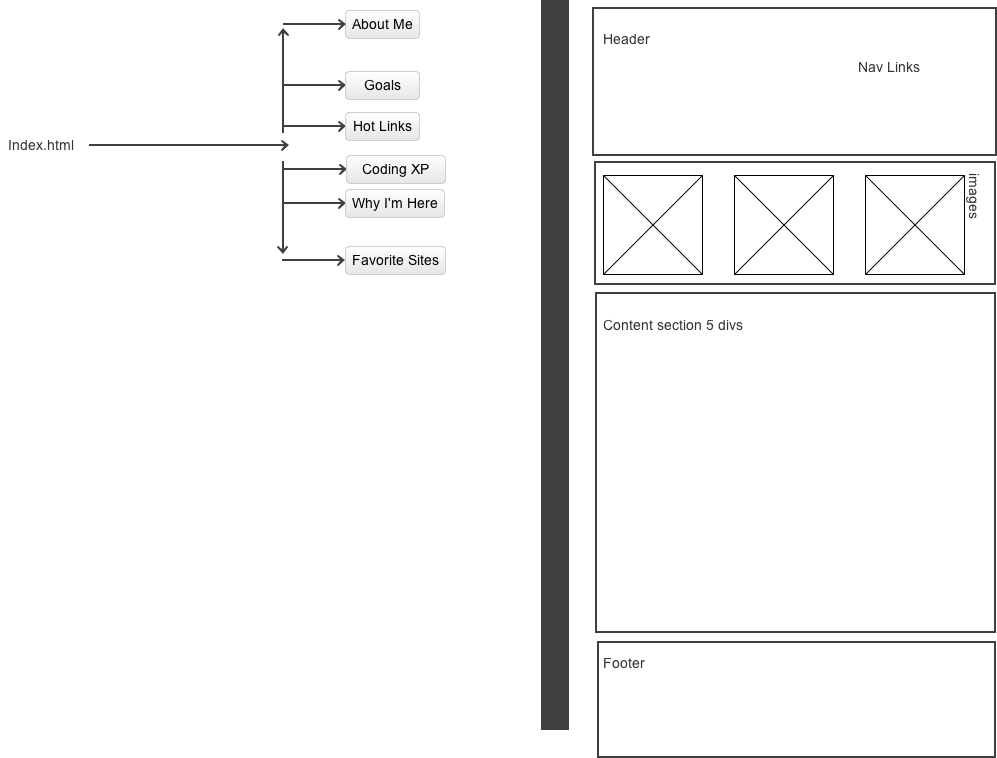 About Me
Goals
Hot Links
Index.html
Coding XP
Why I'm Here
Favorite Sites
Header
Nav Links
images
Content section 5 divs
Footer